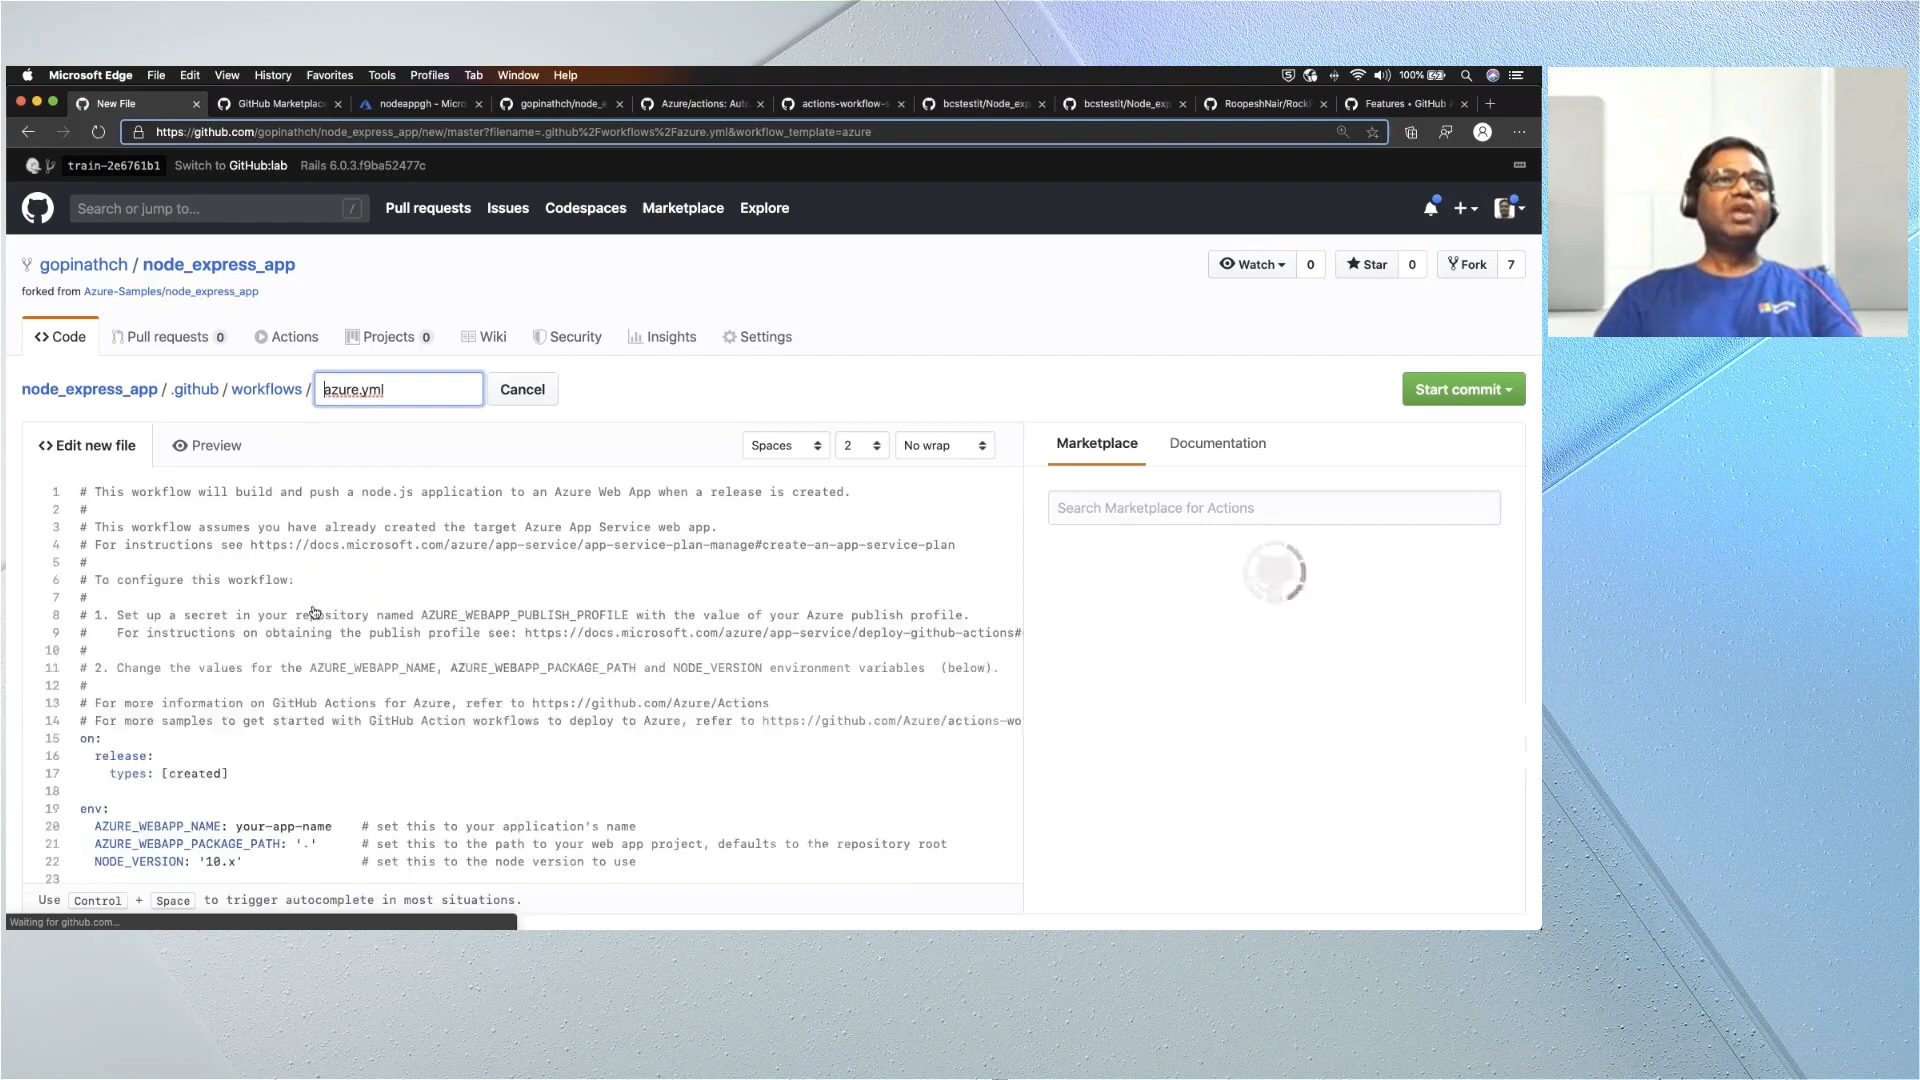 Microsoft Edge File Edit View History Favorites Tools Profiles Tab Window Help 100%
New File GitHub Marketplace nodeappgh - Micro gopinathch/node_e Azure/actions: Aut actions-workflow-s bcstestit/Node_exp bcstestit/Node_exp RoopeshNair/Rock Features • GitHub A
https://github.com/gopinathch/node_express_app/new/master?filename=.github%2Fworkflows%2Fazure.yml&workflow_template=azure
train-2e6761b1 Switch to GitHub:lab Rails 6.0.3.f9ba52477c
Search or jump to... / Pull requests Issues Codespaces Marketplace Explore
gopinathch / node_express_app Watch 0 Star 0 Fork 7
forked from Azure-Samples/node_express_app
Code Pull requests 0 Actions Projects 0 Wiki Security Insights Settings
node_express_app / .github / workflows / azure.yml Cancel Start commit
<> Edit new file Preview Spaces 2 No wrap Marketplace Documentation
Search Marketplace for Actions
1 # This workflow will build and push a node.js application to an Azure Web App when a release is created.
2 #
3 # This workflow assumes you have already created the target Azure App Service web app.
4 # For instructions see https://docs.microsoft.com/azure/app-service/app-service-plan-manage#create-an-app-service-plan
5 #
6 # To configure this workflow:
7 #
8 # 1. Set up a secret in your repository named AZURE_WEBAPP_PUBLISH_PROFILE with the value of your Azure publish profile.
9 #    For instructions on obtaining the publish profile see: https://docs.microsoft.com/azure/app-service/deploy-github-actions#
10 #
11 # 2. Change the values for the AZURE_WEBAPP_NAME, AZURE_WEBAPP_PACKAGE_PATH and NODE_VERSION environment variables  (below).
12 #
13 # For more information on GitHub Actions for Azure, refer to https://github.com/Azure/Actions
14 # For more samples to get started with GitHub Action workflows to deploy to Azure, refer to https://github.com/Azure/actions-wo
15 on:
16   release:
17     types: [created]
18
19 env:
20   AZURE_WEBAPP_NAME: your-app-name    # set this to your application's name
21   AZURE_WEBAPP_PACKAGE_PATH: '.'      # set this to the path to your web app project, defaults to the repository root
22   NODE_VERSION: '10.x'                # set this to the node version to use
23
Use Control + Space to trigger autocomplete in most situations.
Waiting for github.com...